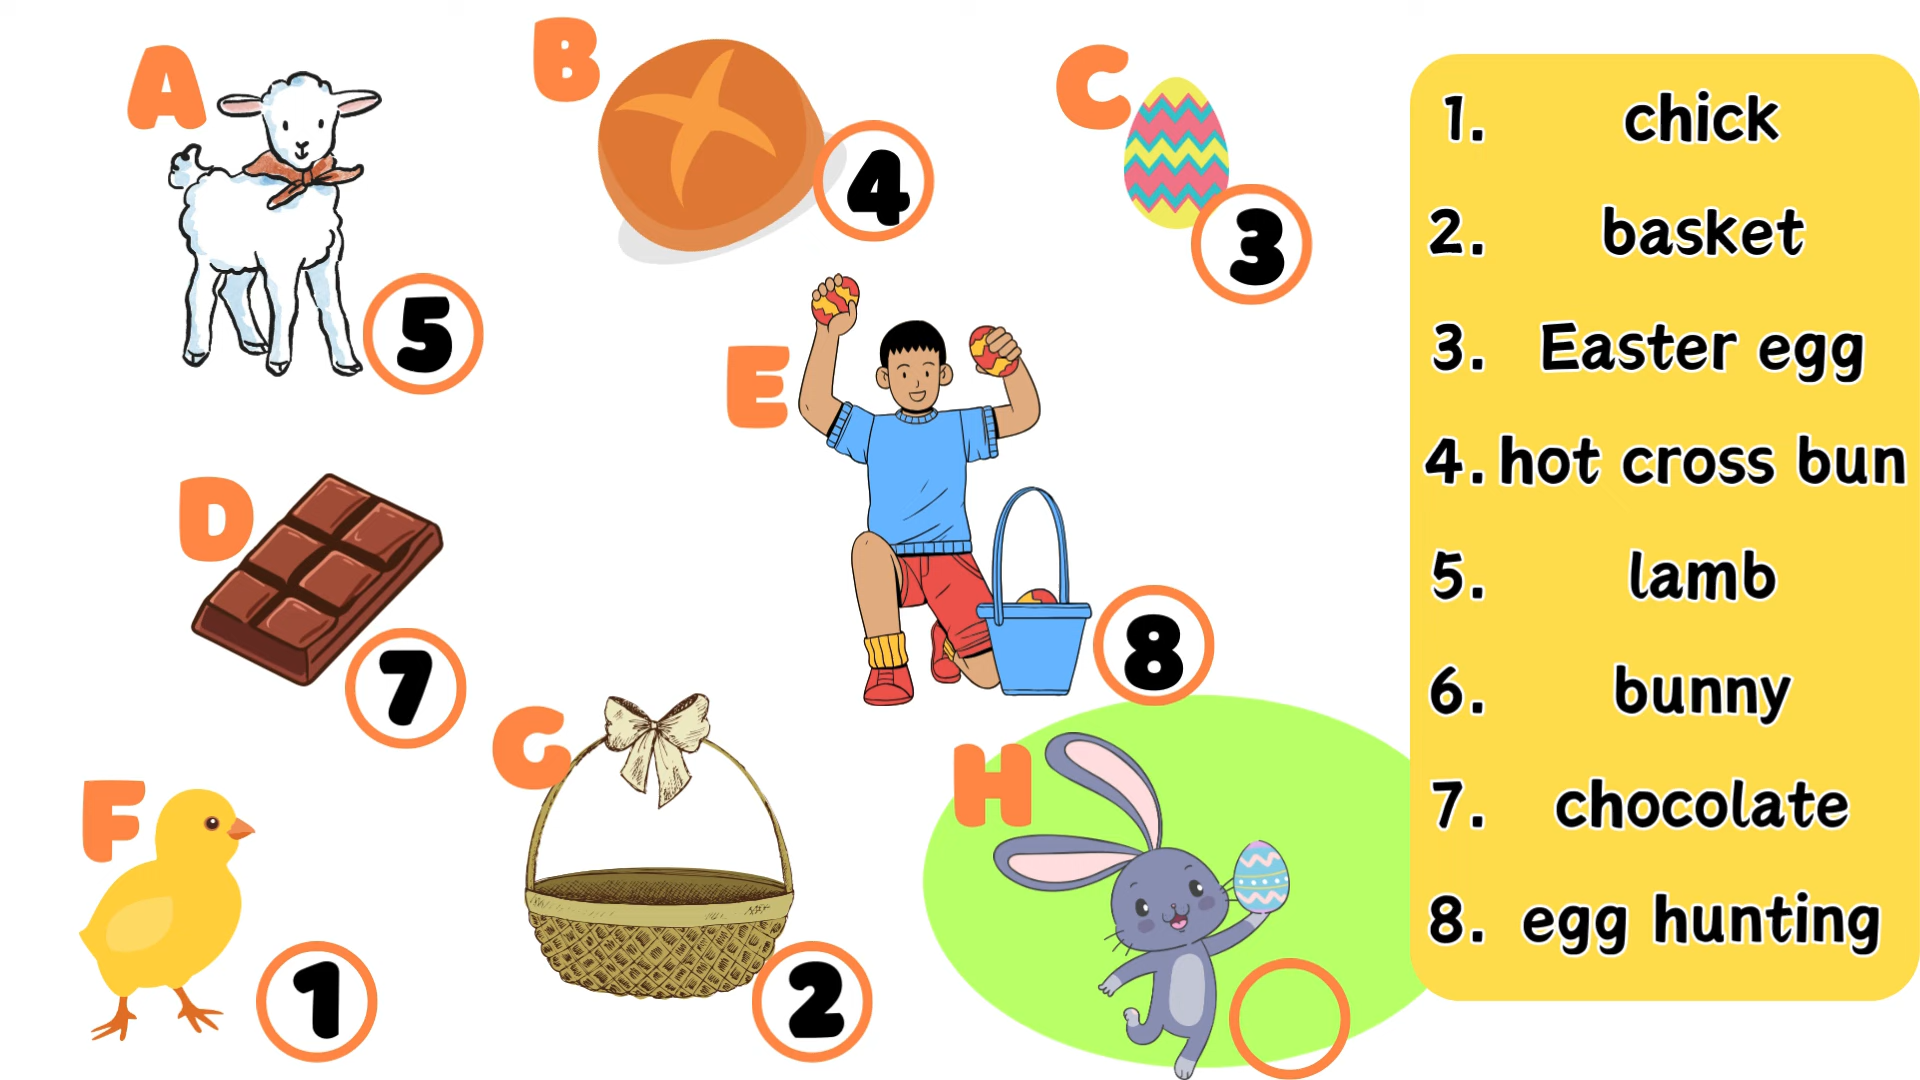 A
5
B
4
C
3
E
8
D
7
F
1
G
2
H
1. chick
2. basket
3. Easter egg
4. hot cross bun
5. lamb
6. bunny
7. chocolate
8. egg hunting